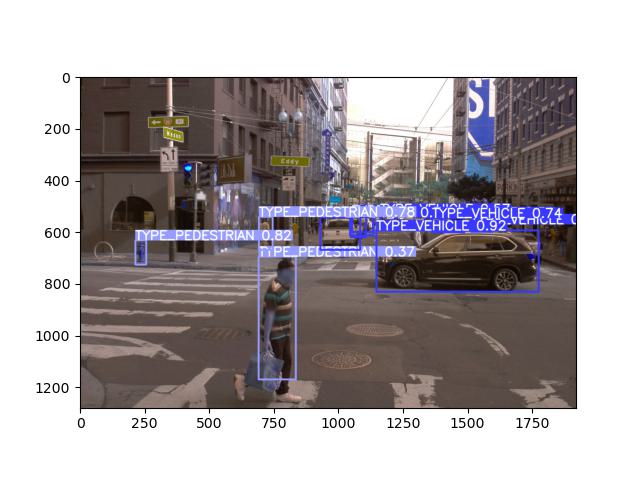 0
200
400
600
800
1000
1200
0
250
500
750
1000
1250
1500
1750
Mason
Eddy
TYPE_PEDESTRIAN 0.78
TYPE_VEHICLE 0.74
TYPE_VEHICLE 0.92
TYPE_PEDESTRIAN 0.82
TYPE_PEDESTRIAN 0.37